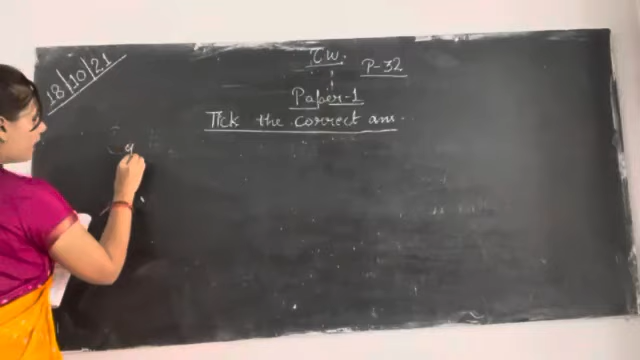 18/10/21
C.W.
P-32
Paper-1
Tick the correct ans.